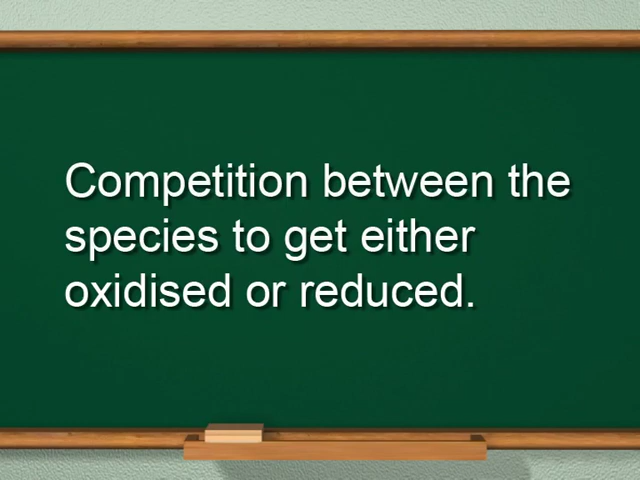 Competition between the
species to get either
oxidised or reduced.